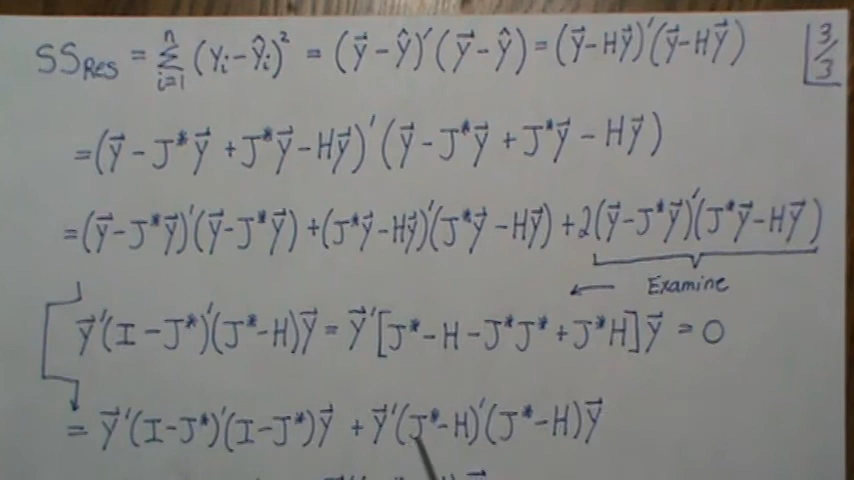 SS_Res = Σ_{i=1}^{n} (Y_i − Ŷ_i)² = (y⃗ − ŷ)′(y⃗ − ŷ) = (y⃗ − Hy⃗)′(y⃗ − Hy⃗)
3/3
= (y⃗ − J*y⃗ + J*y⃗ − Hy⃗)′(y⃗ − J*y⃗ + J*y⃗ − Hy⃗)
= (y⃗ − J*y⃗)′(y⃗ − J*y⃗) + (J*y⃗ − Hy⃗)′(J*y⃗ − Hy⃗) + 2(y⃗ − J*y⃗)′(J*y⃗ − Hy⃗)
← Examine
y⃗′(I − J*)′(J* − H)y⃗ = y⃗′[J* − H − J*J* + J*H]y⃗ = 0
= y⃗′(I − J*)′(I − J*)y⃗ + y⃗′(J* − H)′(J* − H)y⃗